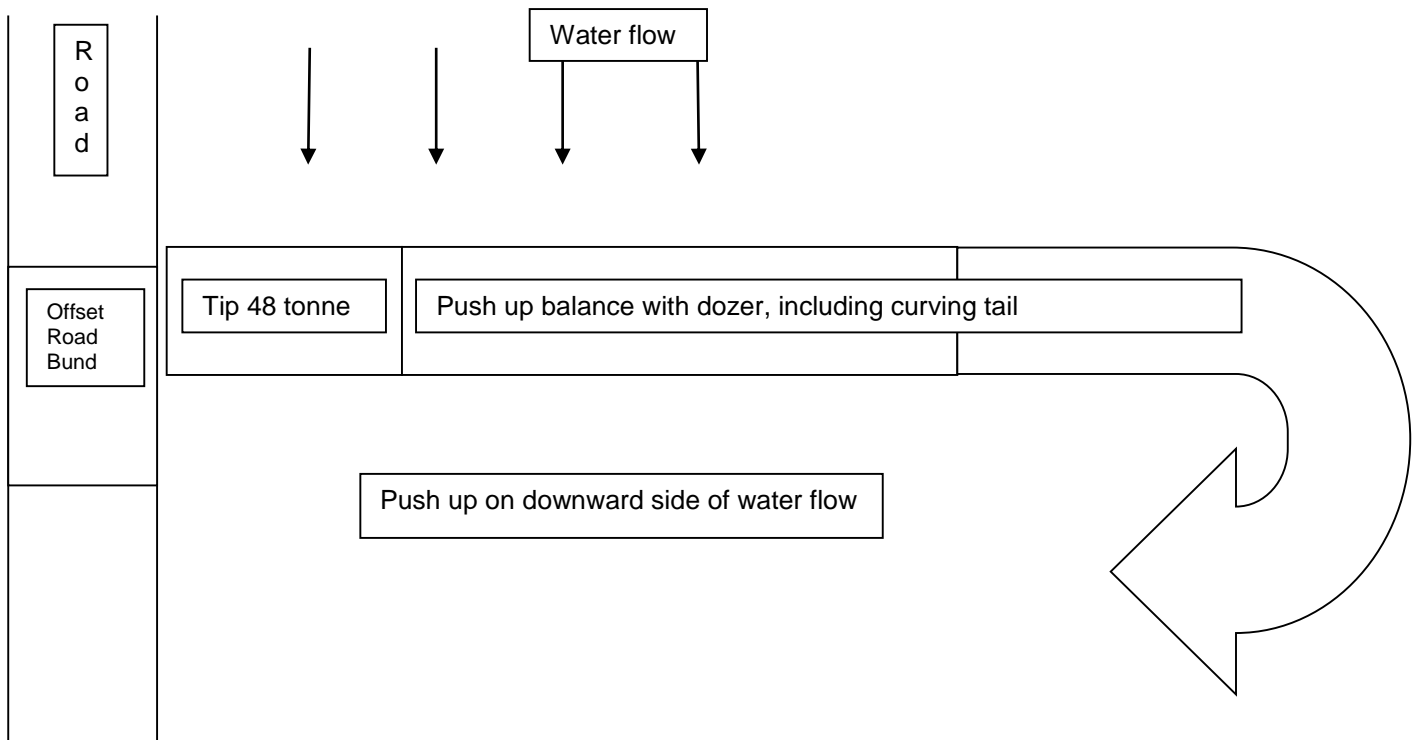 R
o
a
d
Water flow
Offset
Road
Bund
Tip 48 tonne
Push up balance with dozer, including curving tail
Push up on downward side of water flow